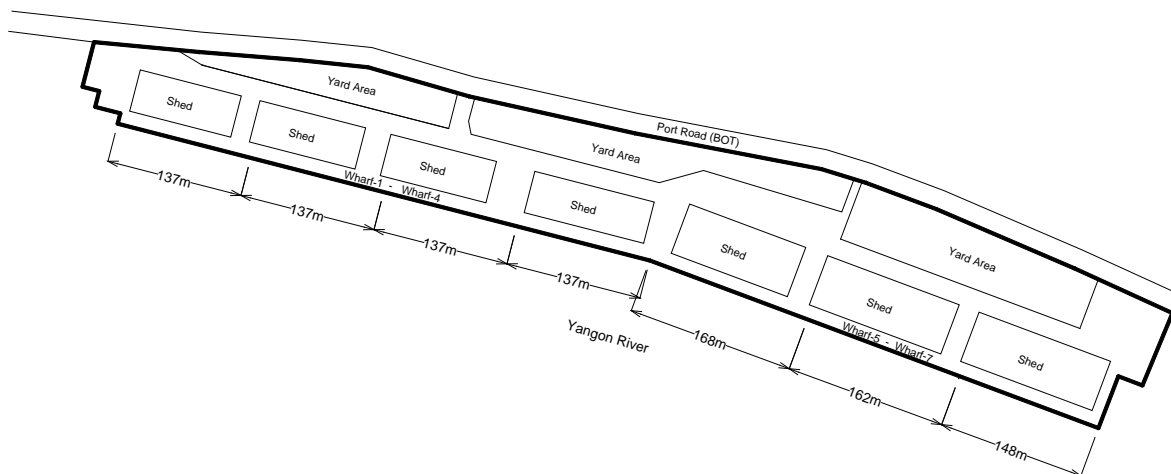 Yard Area
Port Road (BOT)
Yard Area
Yard Area
Shed
Shed
Shed
Shed
Shed
Shed
Shed
Wharf-1 - Wharf-4
Wharf-5 - Wharf-7
137m
137m
137m
137m
168m
162m
148m
Yangon River